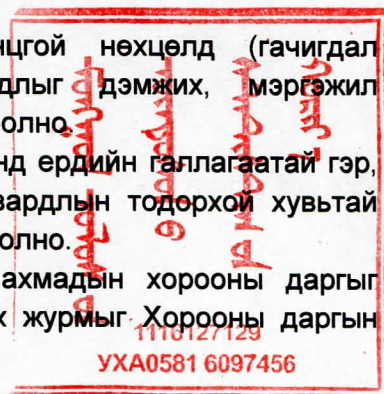 нцгой нөхцөлд (гачигдал
длыг дэмжих, мэргэжил
олно.
нд ердийн галлагаатай гэр,
вардлын тодорхой хувьтай
олно.
ахмадын хорооны даргыг
х журмыг Хорооны даргын
1116127129
УХА0581 6097456